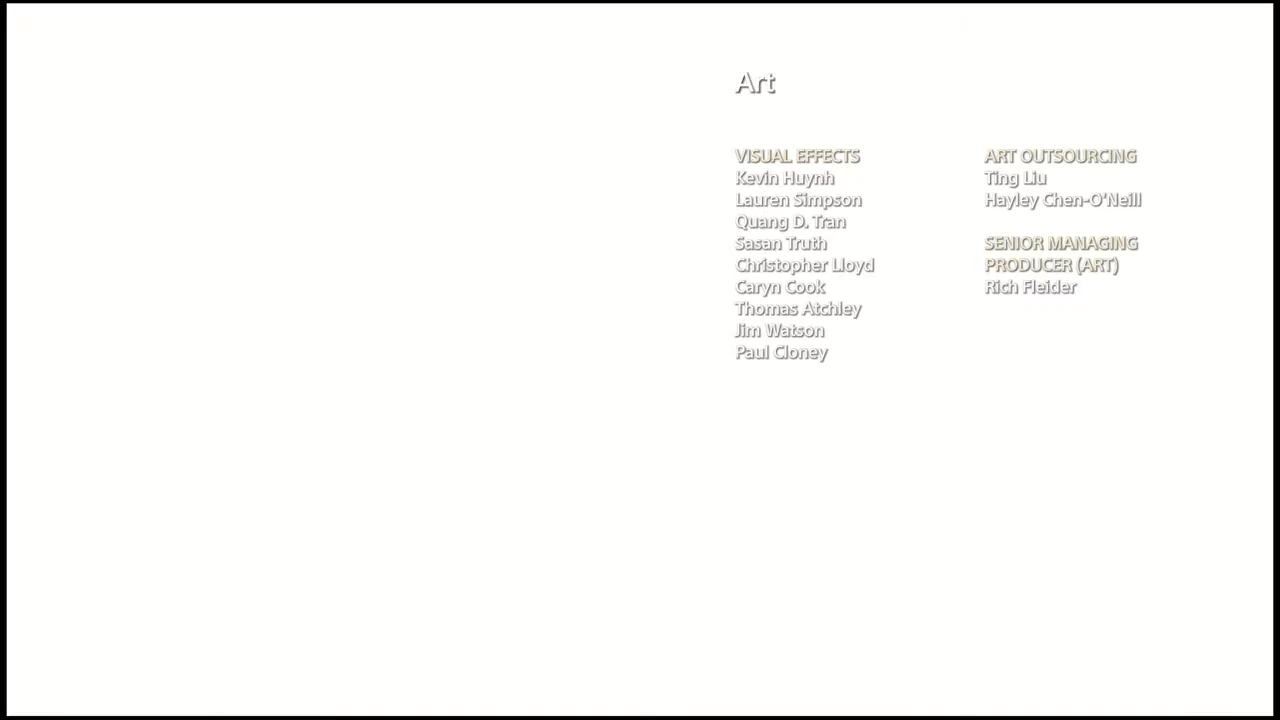 Art
VISUAL EFFECTS
Kevin Huynh
Lauren Simpson
Quang D. Tran
Sasan Truth
Christopher Lloyd
Caryn Cook
Thomas Atchley
Jim Watson
Paul Cloney
ART OUTSOURCING
Ting Liu
Hayley Chen-O'Neill
SENIOR MANAGING
PRODUCER (ART)
Rich Fleider